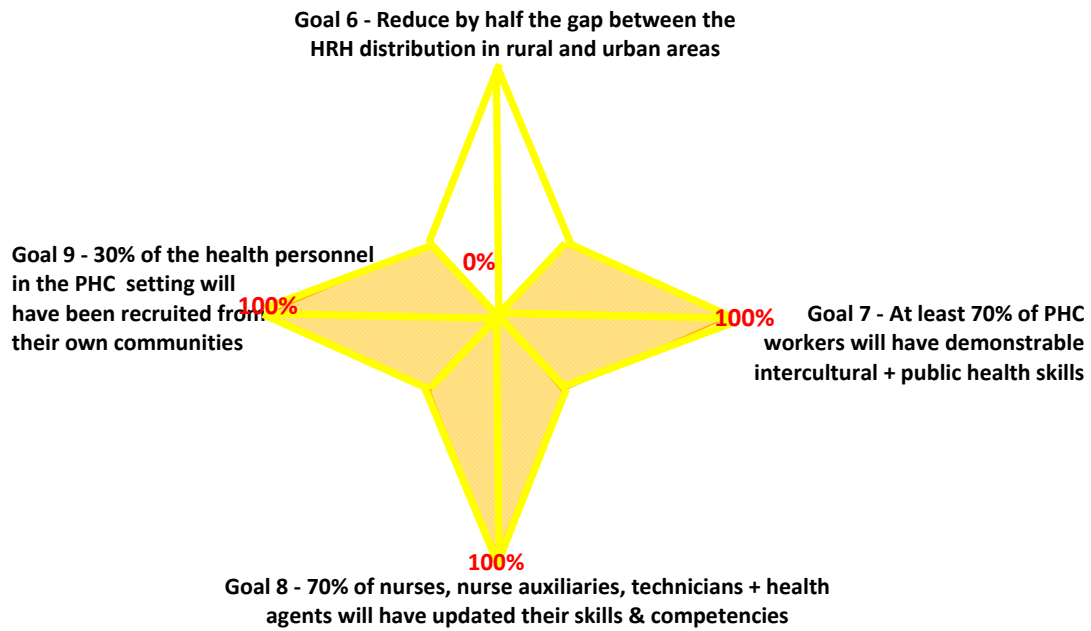 Goal 6 - Reduce by half the gap between the
HRH distribution in rural and urban areas
0%
Goal 9 - 30% of the health personnel
in the PHC setting will
have been recruited from
their own communities
100%
100%
Goal 7 - At least 70% of PHC
workers will have demonstrable
intercultural + public health skills
100%
Goal 8 - 70% of nurses, nurse auxiliaries, technicians + health
agents will have updated their skills & competencies